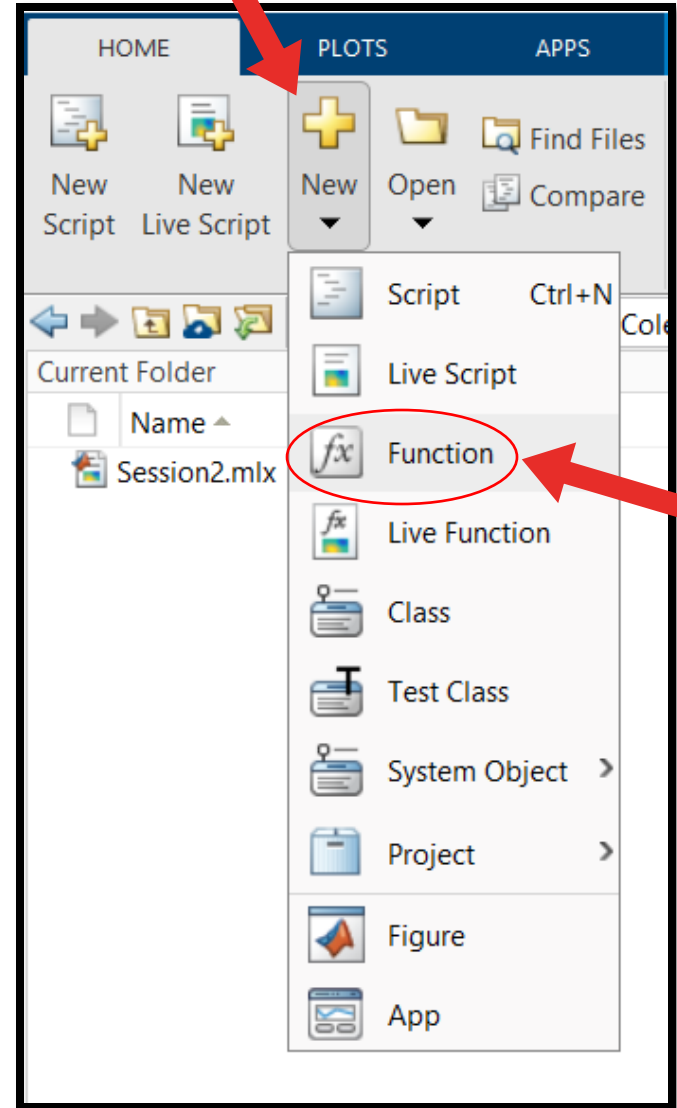 HOME PLOTS APPS
New Script
New Live Script
New
Open
Find Files
Compare
Script Ctrl+N
Live Script
Function
Live Function
Class
Test Class
System Object
Project
Figure
App
Cole
Current Folder
Name
Session2.mlx